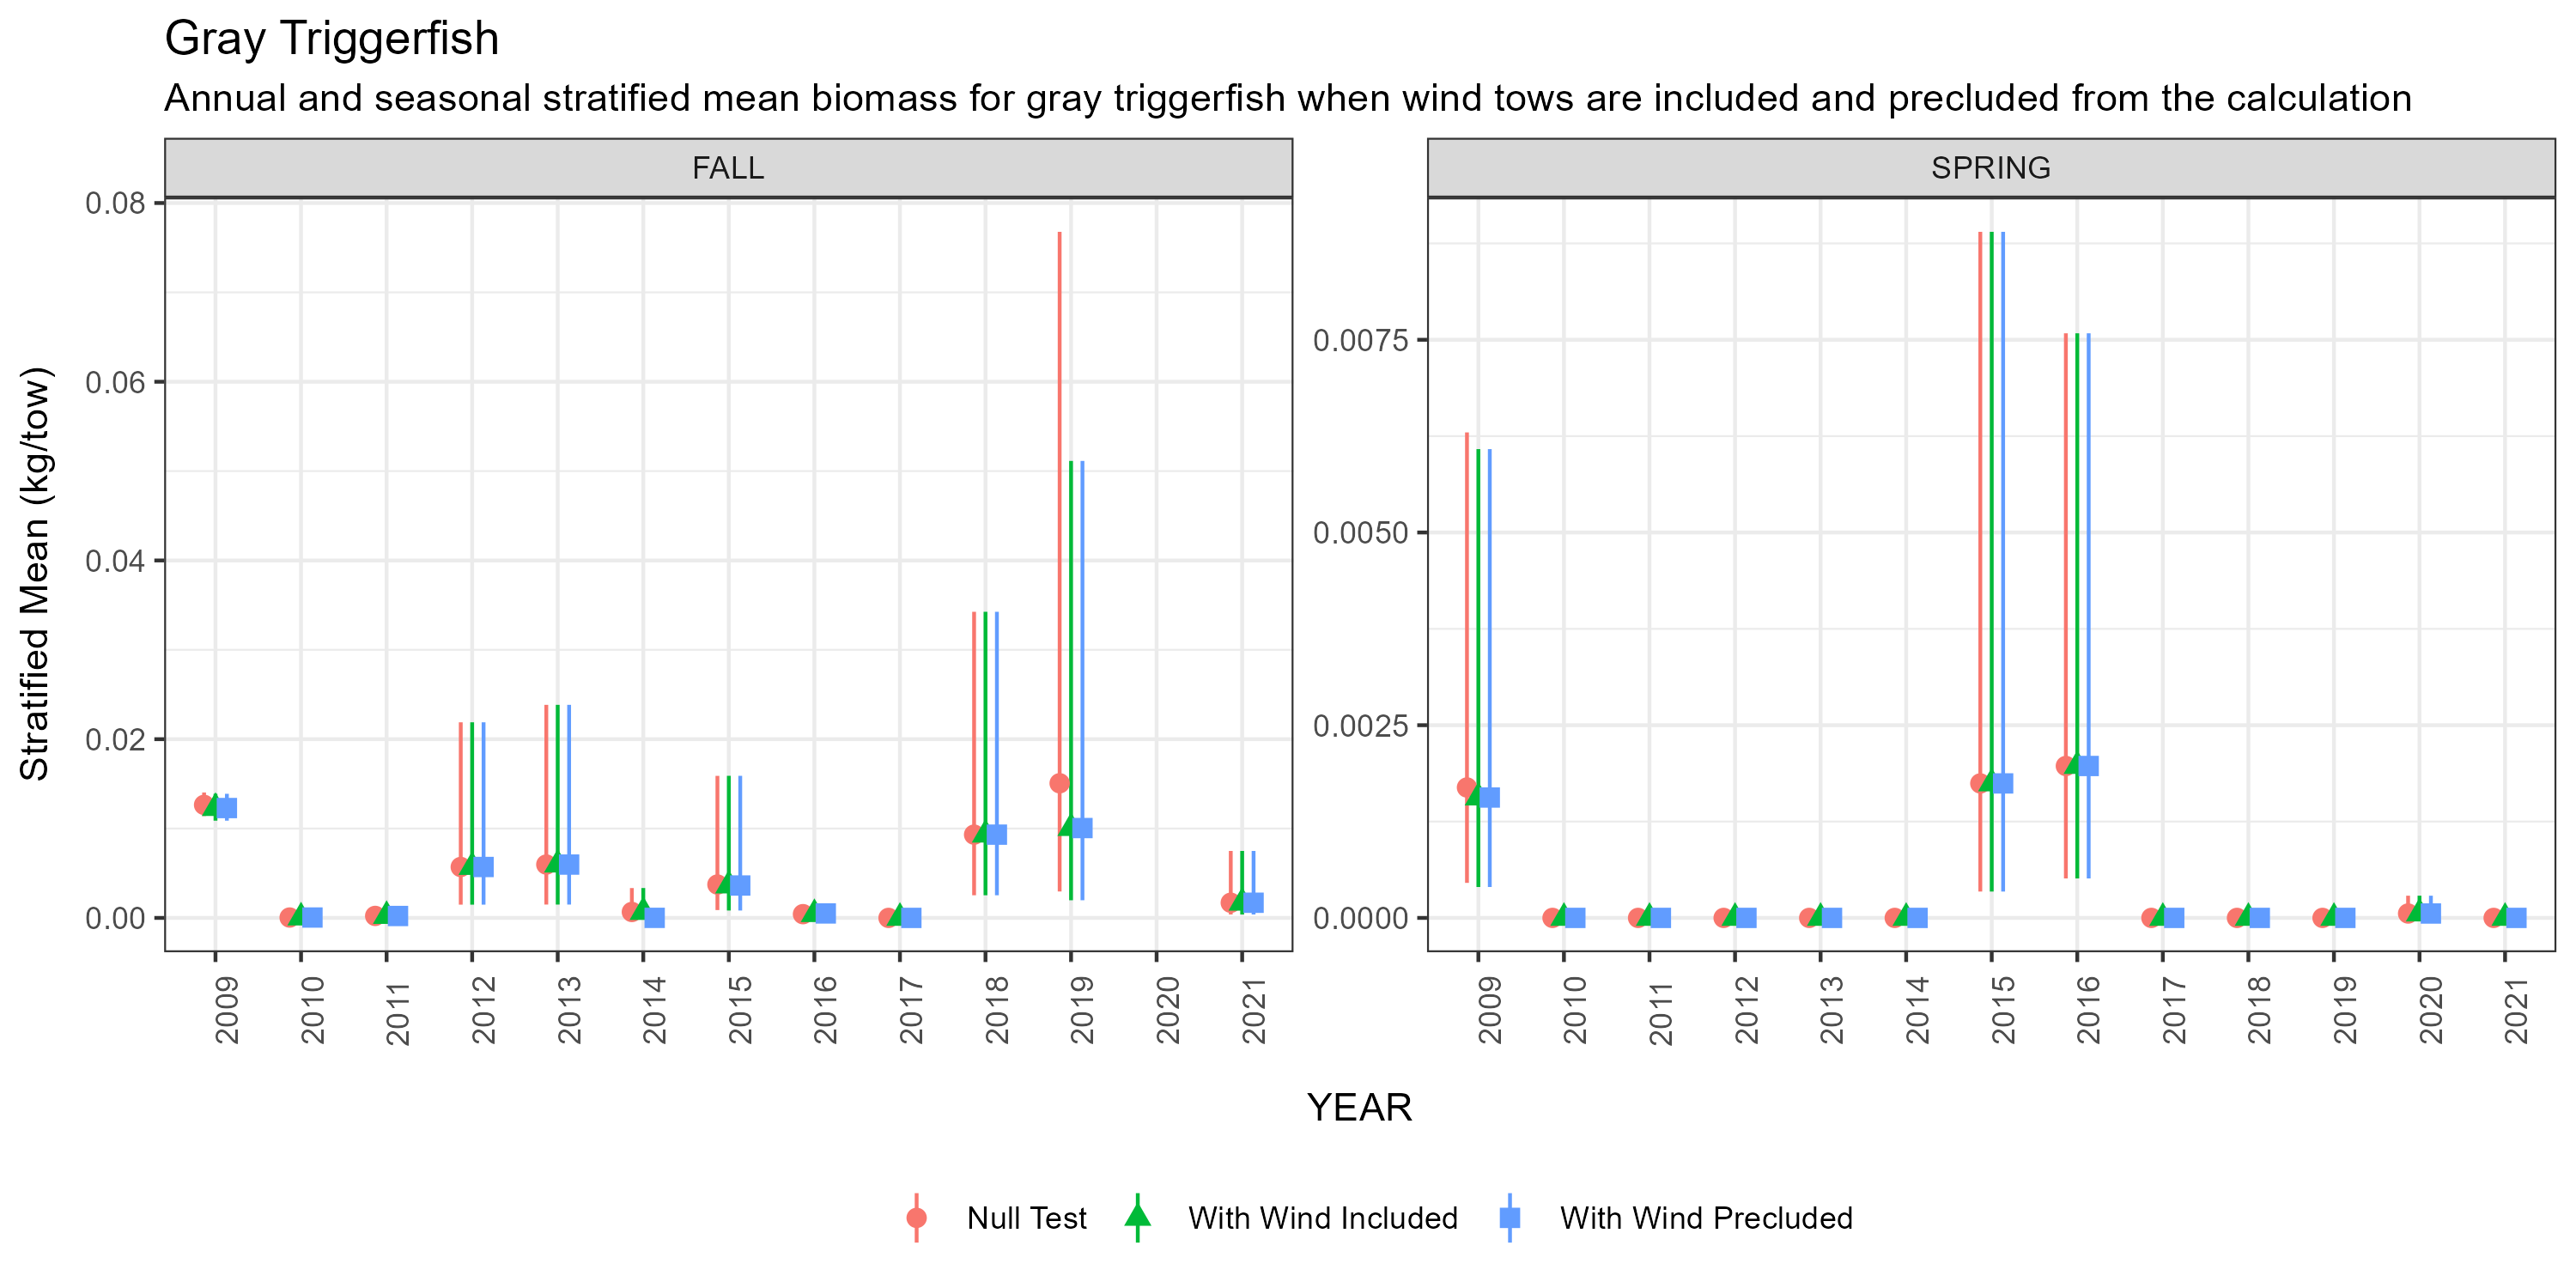 Gray Triggerfish
Annual and seasonal stratified mean biomass for gray triggerfish when wind tows are included and precluded from the calculation
FALL
SPRING
Stratified Mean (kg/tow)
0.08
0.06
0.04
0.02
0.00
0.0075
0.0050
0.0025
0.0000
2009 2010 2011 2012 2013 2014 2015 2016 2017 2018 2019 2020 2021
2009 2010 2011 2012 2013 2014 2015 2016 2017 2018 2019 2020 2021
YEAR
Null Test With Wind Included With Wind Precluded